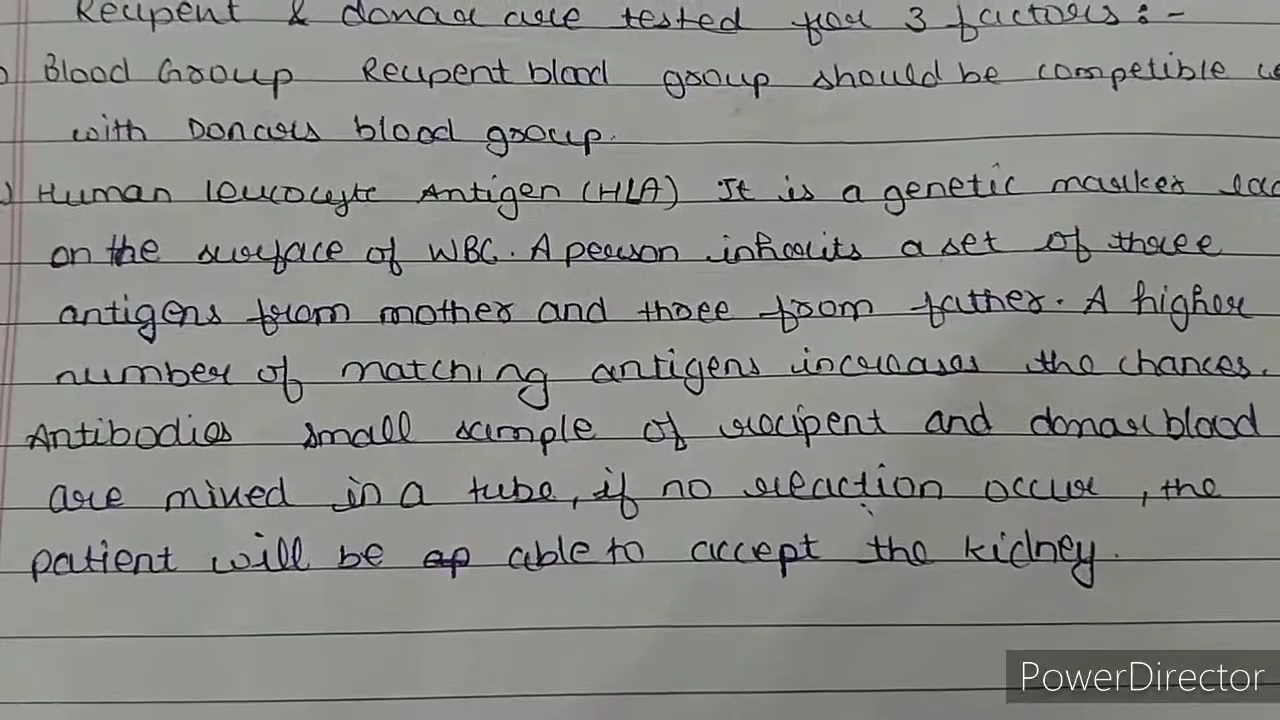 Recipent & donar are tested for 3 factors :-
Blood Group Recipent blood group should be competible
with Donars blood group.
Human leucocyte Antigen (HLA) It is a genetic marker
on the surface of WBC. A person inherits a set of three
antigens from mother and three from father. A higher
number of matching antigens increases the chances.
Antibodies small sample of recipent and donar blood
are mixed in a tube, if no reaction occur, the
patient will be able to accept the kidney.
PowerDirector